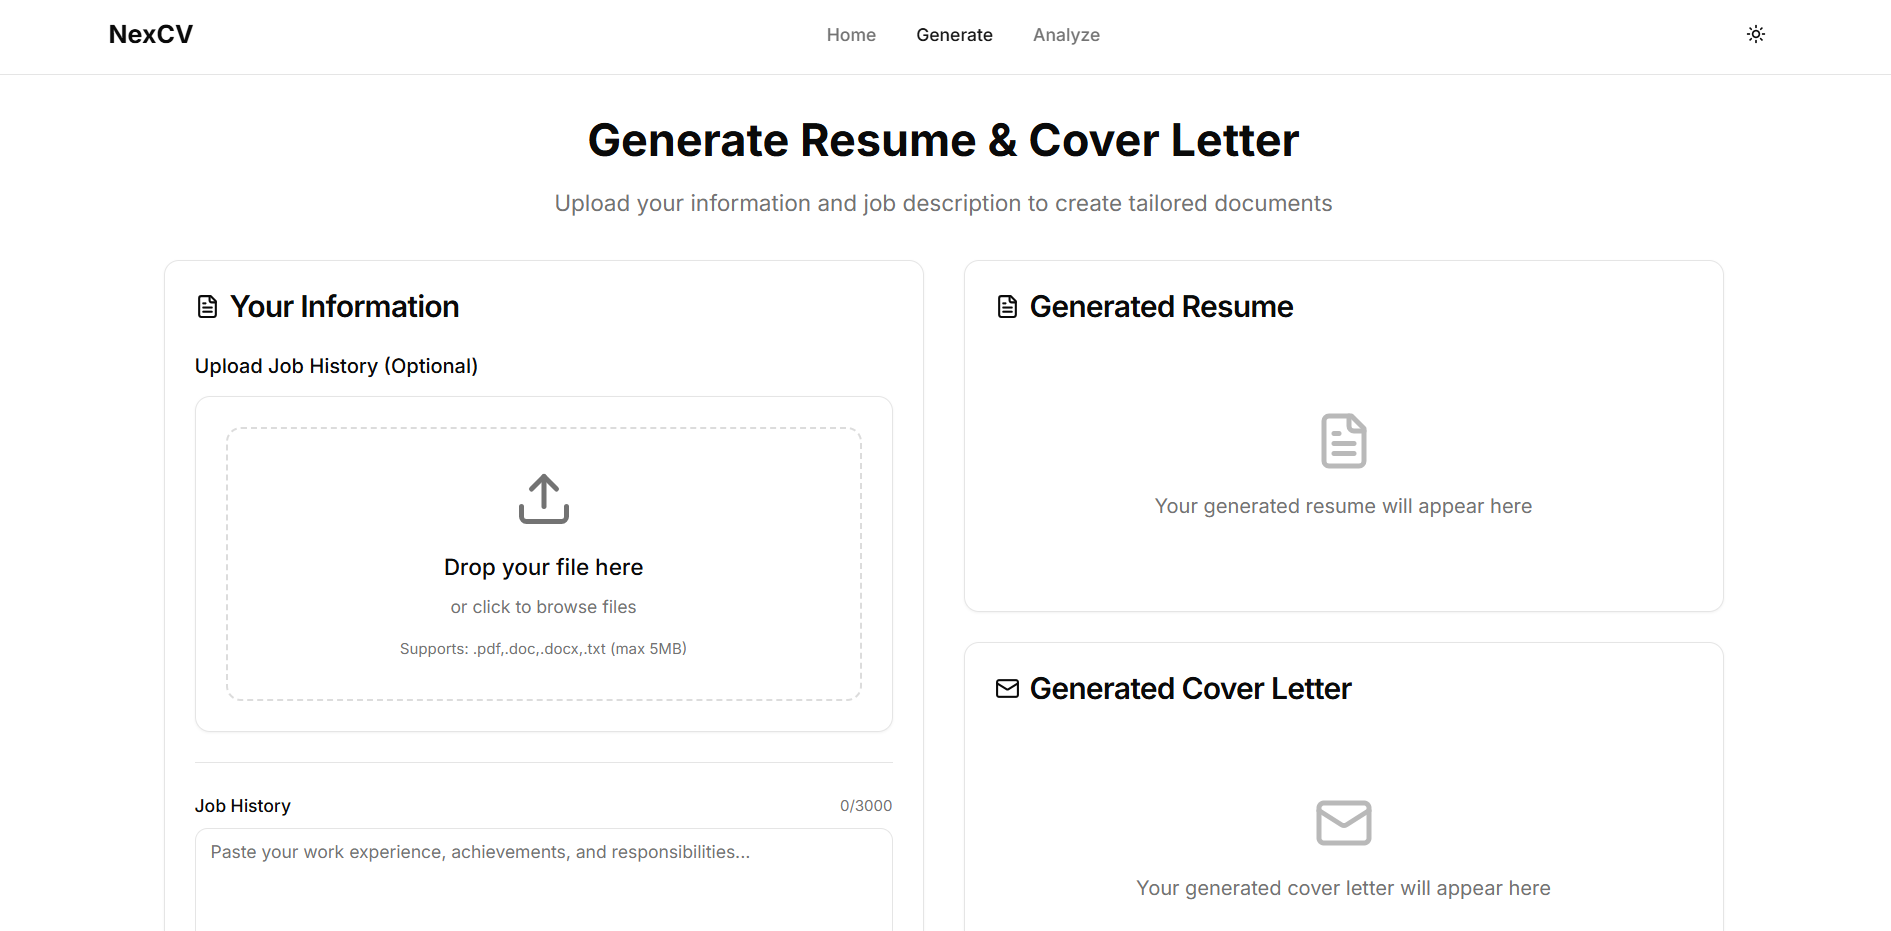 NexCV
Home
Generate
Analyze
Generate Resume & Cover Letter
Upload your information and job description to create tailored documents
Your Information
Upload Job History (Optional)
Drop your file here
or click to browse files
Supports: .pdf,.doc,.docx,.txt (max 5MB)
Job History
0/3000
Paste your work experience, achievements, and responsibilities...
Generated Resume
Your generated resume will appear here
Generated Cover Letter
Your generated cover letter will appear here